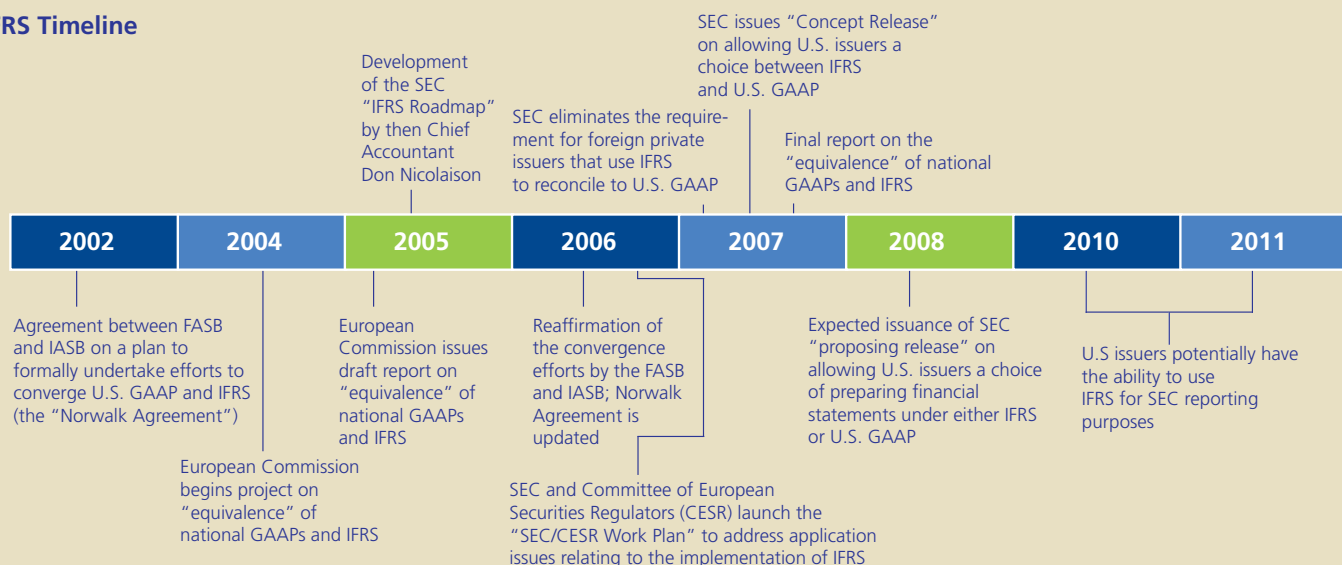 FRS Timeline
Development
of the SEC
“IFRS Roadmap”
by then Chief
Accountant
Don Nicolaison
SEC eliminates the require-
ment for foreign private
issuers that use IFRS
to reconcile to U.S. GAAP
SEC issues “Concept Release”
on allowing U.S. issuers a
choice between IFRS
and U.S. GAAP
Final report on the
“equivalence” of national
GAAPs and IFRS
2002 2004 2005 2006 2007 2008 2010 2011
Agreement between FASB
and IASB on a plan to
formally undertake efforts to
converge U.S. GAAP and IFRS
(the “Norwalk Agreement”)
European Commission
begins project on
“equivalence” of
national GAAPs and IFRS
European
Commission issues
draft report on
“equivalence” of
national GAAPs
and IFRS
Reaffirmation of
the convergence
efforts by the FASB
and IASB; Norwalk
Agreement is
updated
SEC and Committee of European
Securities Regulators (CESR) launch the
“SEC/CESR Work Plan” to address application
issues relating to the implementation of IFRS
Expected issuance of SEC
“proposing release” on
allowing U.S. issuers a choice
of preparing financial
statements under either IFRS
or U.S. GAAP
U.S issuers potentially have
the ability to use
IFRS for SEC reporting
purposes